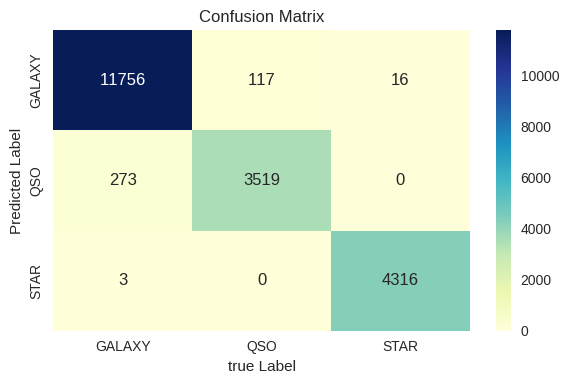 Confusion Matrix
Predicted Label
GALAXY
11756 117 16
QSO
273 3519 0
STAR
3 0 4316
GALAXY QSO STAR
true Label
10000
8000
6000
4000
2000
0